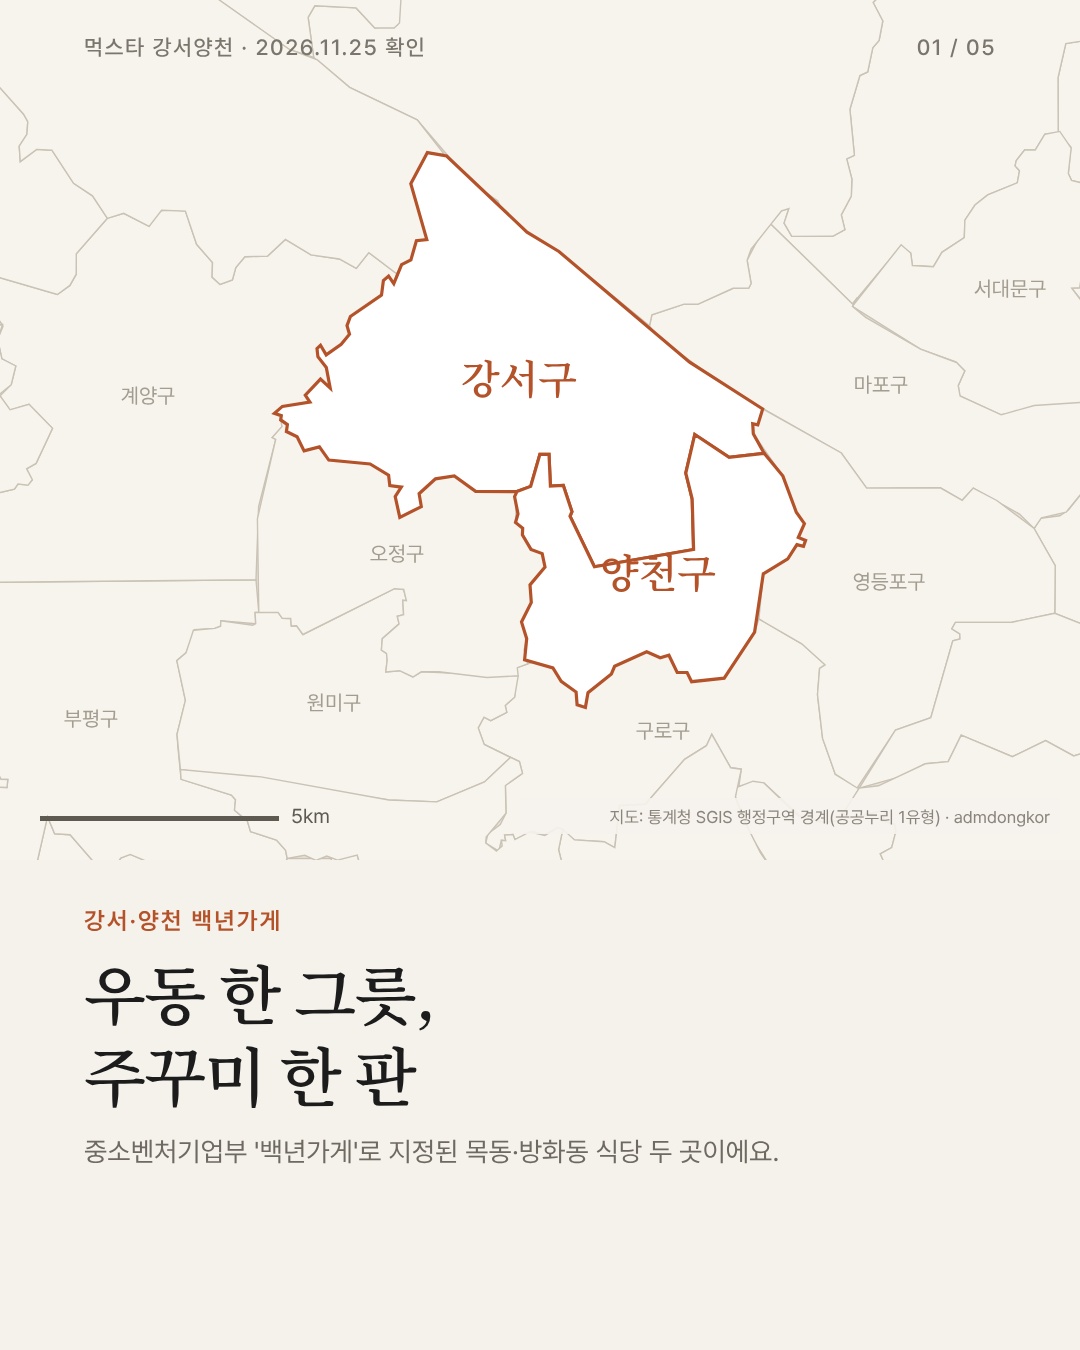 먹스타 강서양천 · 2026.11.25 확인
01 / 05
서대문구
강서구
마포구
계양구
오정구
양천구
영등포구
원미구
부평구
구로구
5km
지도: 통계청 SGIS 행정구역 경계(공공누리 1유형) · admdongkor
강서·양천 백년가게
우동 한 그릇,
주꾸미 한 판
중소벤처기업부 '백년가게'로 지정된 목동·방화동 식당 두 곳이에요.